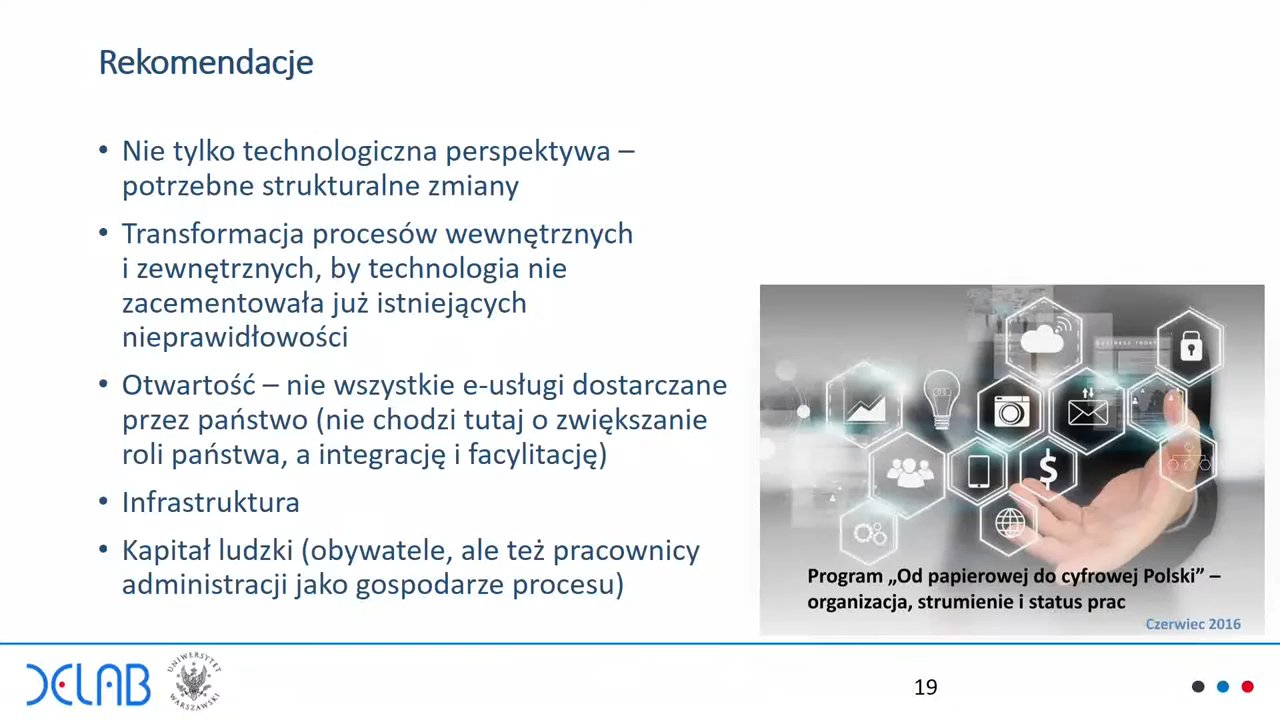 Rekomendacje
• Nie tylko technologiczna perspektywa –
potrzebne strukturalne zmiany
• Transformacja procesów wewnętrznych
i zewnętrznych, by technologia nie
zacementowała już istniejących
nieprawidłowości
• Otwartość – nie wszystkie e-usługi dostarczane
przez państwo (nie chodzi tutaj o zwiększanie
roli państwa, a integrację i facylitację)
• Infrastruktura
• Kapitał ludzki (obywatele, ale też pracownicy
administracji jako gospodarze procesu)
$
Program „Od papierowej do cyfrowej Polski” –
organizacja, strumienie i status prac
Czerwiec 2016
DELAB
UNIWERSYTET
WARSZAWSKI
19